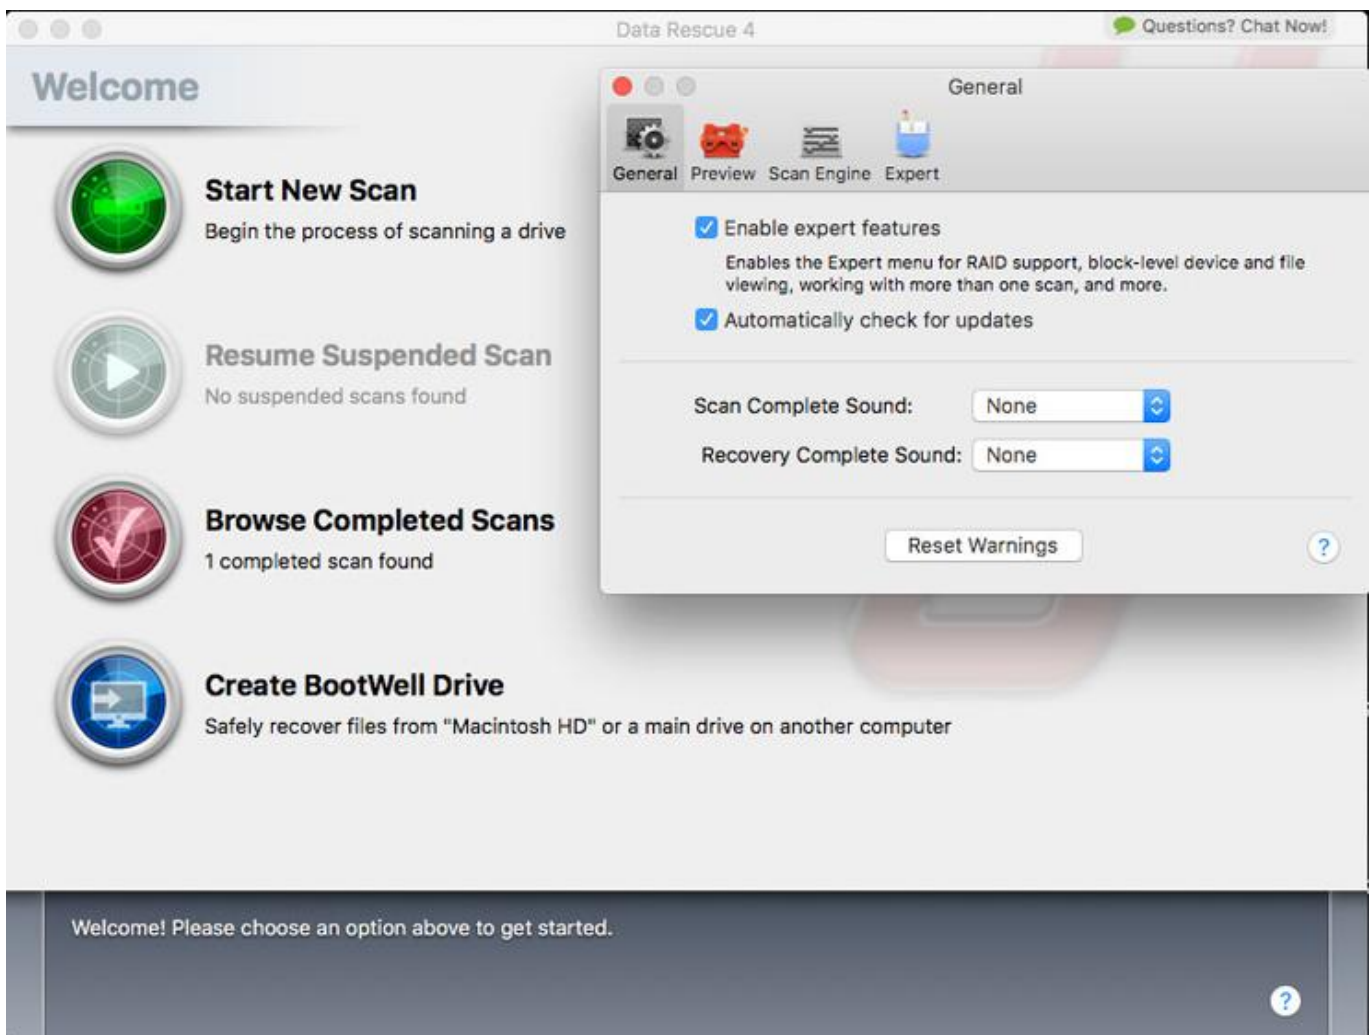 Data Rescue 4
Questions? Chat Now!
Welcome
Start New Scan
Begin the process of scanning a drive
Resume Suspended Scan
No suspended scans found
Browse Completed Scans
1 completed scan found
Create BootWell Drive
Safely recover files from "Macintosh HD" or a main drive on another computer
General
General Preview Scan Engine Expert
Enable expert features
Enables the Expert menu for RAID support, block-level device and file
viewing, working with more than one scan, and more.
Automatically check for updates
Scan Complete Sound: None
Recovery Complete Sound: None
Reset Warnings
?
Welcome! Please choose an option above to get started.
?